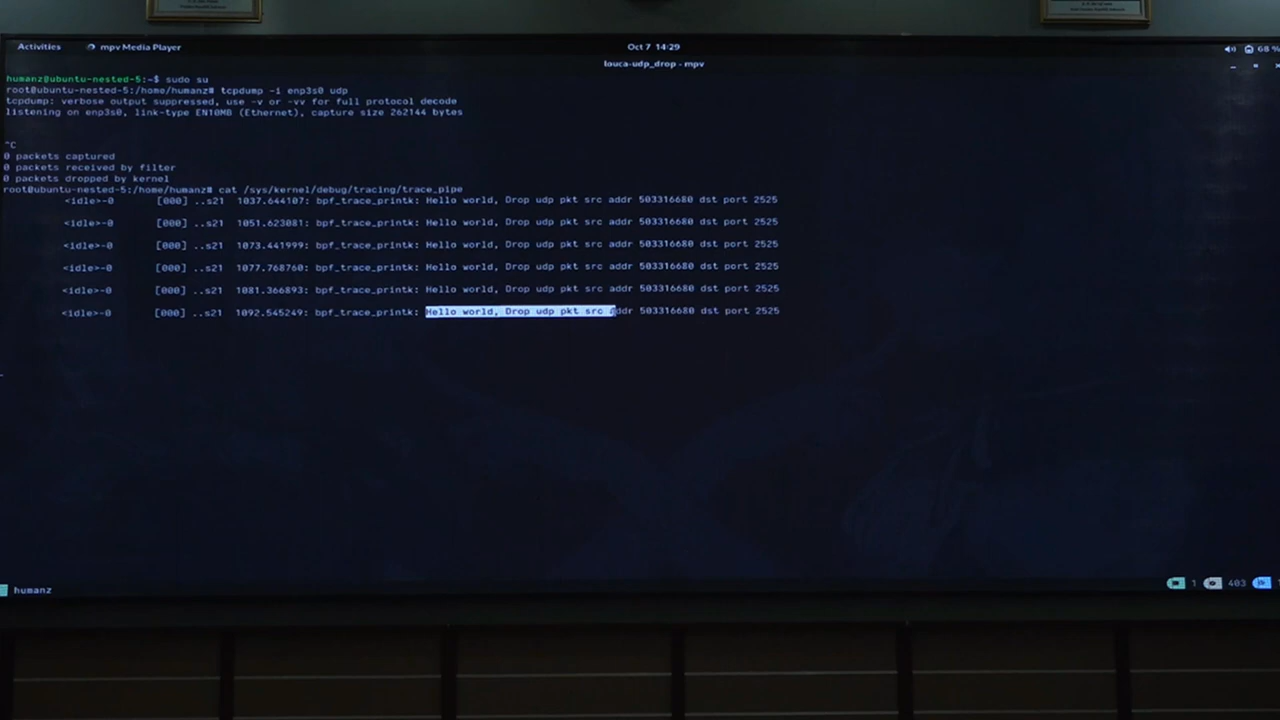 Activities mpv Media Player Oct 7 14:29 68 %
louca-udp_drop - mpv
humanz@ubuntu-nested-5:~$ sudo su
root@ubuntu-nested-5:/home/humanz# tcpdump -i enp3s0 udp
tcpdump: verbose output suppressed, use -v or -vv for full protocol decode
listening on enp3s0, link-type EN10MB (Ethernet), capture size 262144 bytes
^C
0 packets captured
0 packets received by filter
0 packets dropped by kernel
root@ubuntu-nested-5:/home/humanz# cat /sys/kernel/debug/tracing/trace_pipe
<idle>-0 [000] ..s21 1037.644107: bpf_trace_printk: Hello world, Drop udp pkt src addr 503316680 dst port 2525
<idle>-0 [000] ..s21 1051.623081: bpf_trace_printk: Hello world, Drop udp pkt src addr 503316680 dst port 2525
<idle>-0 [000] ..s21 1073.441999: bpf_trace_printk: Hello world, Drop udp pkt src addr 503316680 dst port 2525
<idle>-0 [000] ..s21 1077.768760: bpf_trace_printk: Hello world, Drop udp pkt src addr 503316680 dst port 2525
<idle>-0 [000] ..s21 1081.366893: bpf_trace_printk: Hello world, Drop udp pkt src addr 503316680 dst port 2525
<idle>-0 [000] ..s21 1092.545249: bpf_trace_printk: Hello world, Drop udp pkt src addr 503316680 dst port 2525
humanz 1 403